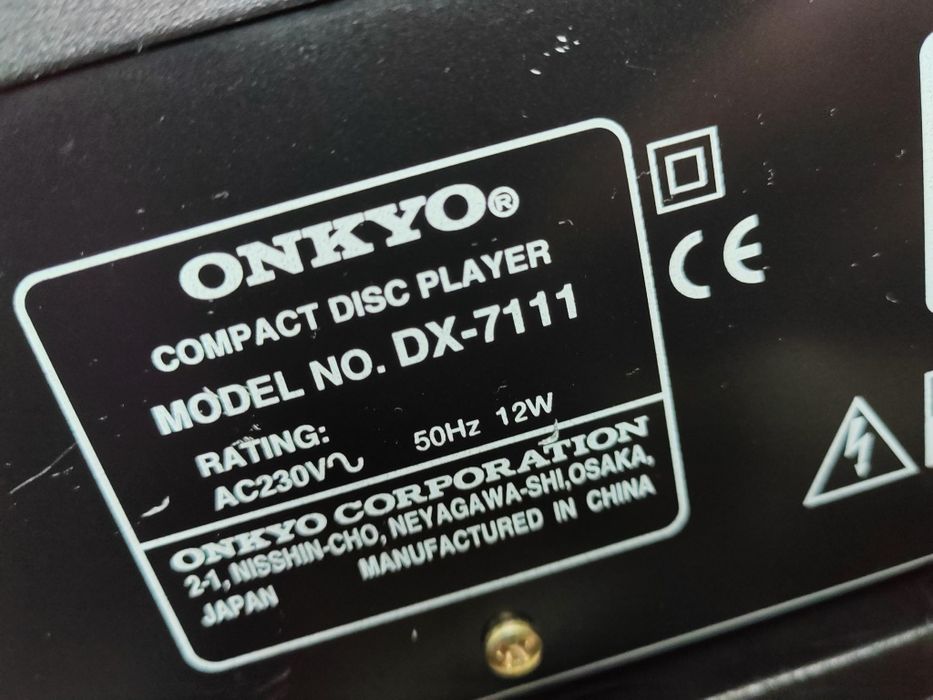 ONKYO®
COMPACT DISC PLAYER
MODEL NO. DX-7111
RATING:
AC230V∿ 50Hz 12W
ONKYO CORPORATION
2-1, NISSHIN-CHO, NEYAGAWA-SHI, OSAKA,
JAPAN MANUFACTURED IN CHINA
CE